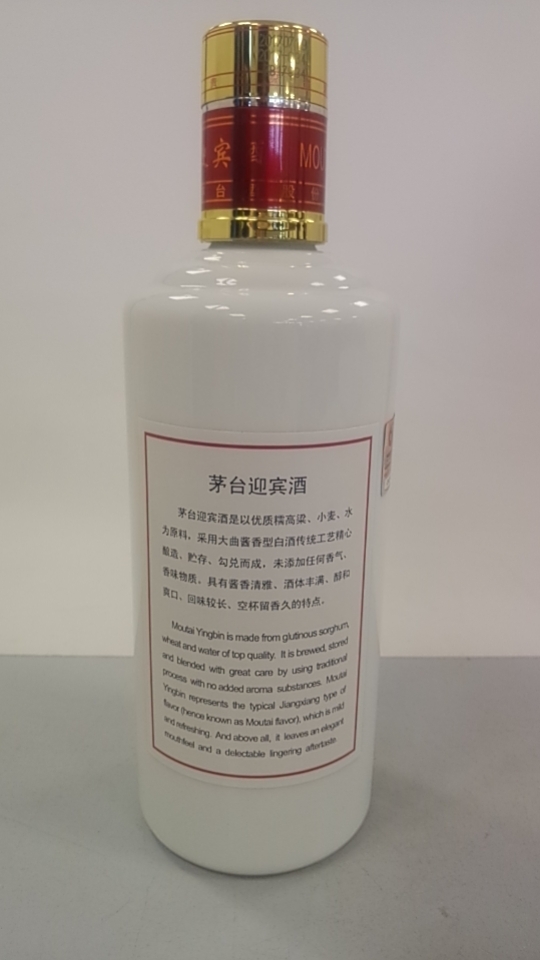 宾
MOU
台
股份
茅台迎宾酒
茅台迎宾酒是以优质糯高粱、小麦、水
为原料，采用大曲酱香型白酒传统工艺精心
酿造、贮存、勾兑而成，未添加任何香气、
香味物质。具有酱香清雅、酒体丰满、醇和
爽口、回味较长、空杯留香久的特点。
Moutai Yingbin is made from glutinous sorghum,
wheat and water of top quality. It is brewed, stored
and blended with great care by using traditional
process with no added aroma substances. Moutai
Yingbin represents the typical Jiangxiang type of
flavor (hence known as Moutai flavor), which is mild
and refreshing. And above all, it leaves an elegant
mouthfeel and a delectable lingering aftertaste.